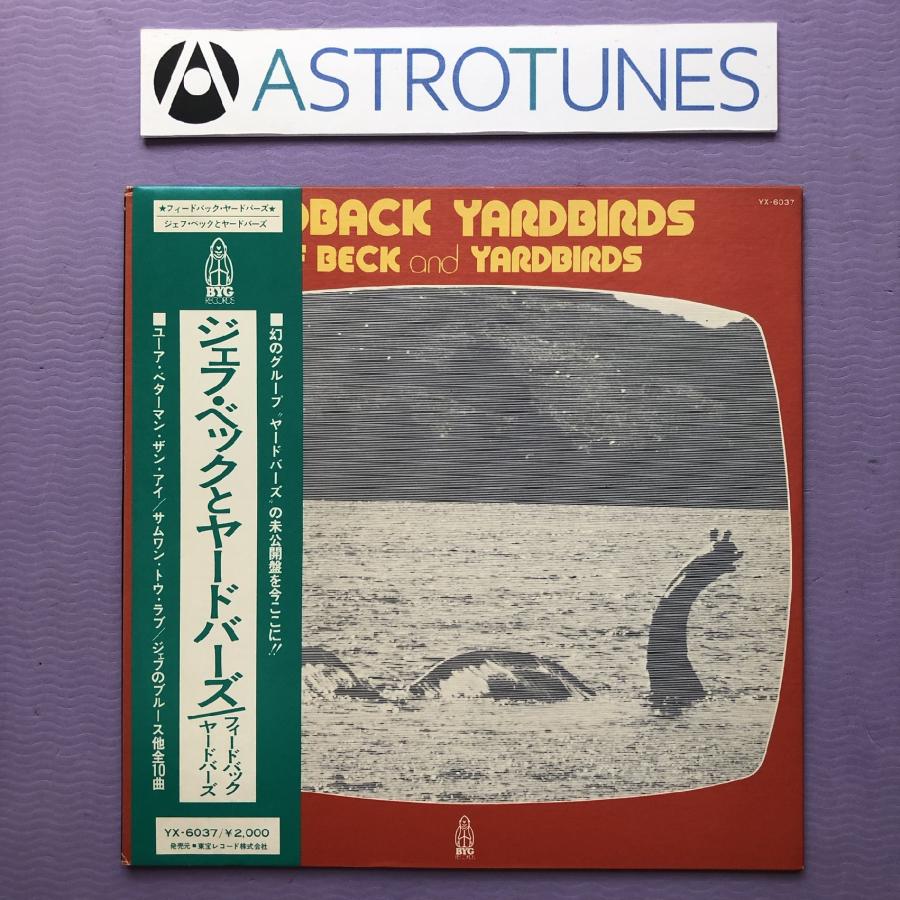 ASTROTUNES
★フィードバック・ヤードバーズ★
ジェフ・ベックとヤードバーズ
BYG
RECORDS
■幻のグループ〝ヤードバーズ〟の未公開盤を今ここに!!
ジェフ・ベックとヤードバーズ
フィードバック
ヤードバーズ
■ユーア・ベターマン・ザン・アイ/サムワン・トゥ・ラブ/ジェフのブルース他全10曲
YX-6037/¥2,000
発売元●東宝レコード株式会社
DBACK YARDBIRDS
F BECK and YARDBIRDS
YX-6037
BYG
RECORDS